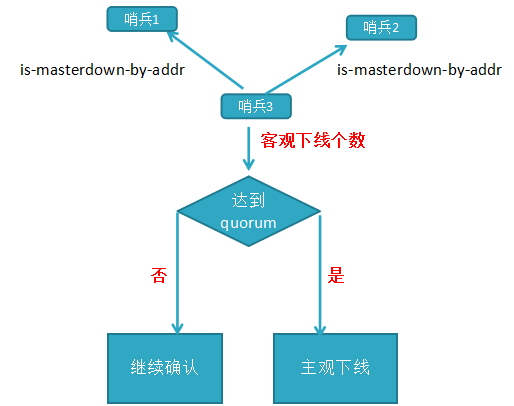 哨兵1
哨兵2
is-masterdown-by-addr
is-masterdown-by-addr
哨兵3
客观下线个数
达到
quorum
否
是
继续确认
主观下线